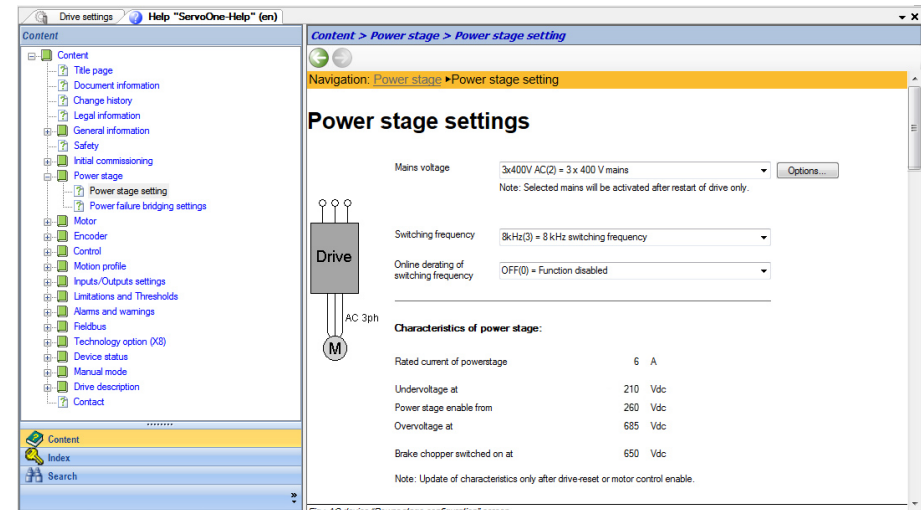 Drive settings
Help "ServoOne-Help" (en)
Content
Content
Title page
Document information
Change history
Legal information
General information
Safety
Initial commissioning
Power stage
Power stage setting
Power failure bridging settings
Motor
Encoder
Control
Motion profile
Inputs/Outputs settings
Limitations and Thresholds
Alarms and warnings
Fieldbus
Technology option (X8)
Device status
Manual mode
Drive description
Contact
Content
Index
Search
Content > Power stage > Power stage setting
Navigation: Power stage ►Power stage setting
Power stage settings
Mains voltage
3x400V AC(2) = 3 x 400 V mains
Options...
Note: Selected mains will be activated after restart of drive only.
Switching frequency
8kHz(3) = 8 kHz switching frequency
Drive
Online derating of
switching frequency
OFF(0) = Function disabled
AC 3ph
M
Characteristics of power stage:
Rated current of powerstage 6 A
Undervoltage at 210 Vdc
Power stage enable from 260 Vdc
Overvoltage at 685 Vdc
Brake chopper switched on at 650 Vdc
Note: Update of characteristics only after drive-reset or motor control enable.